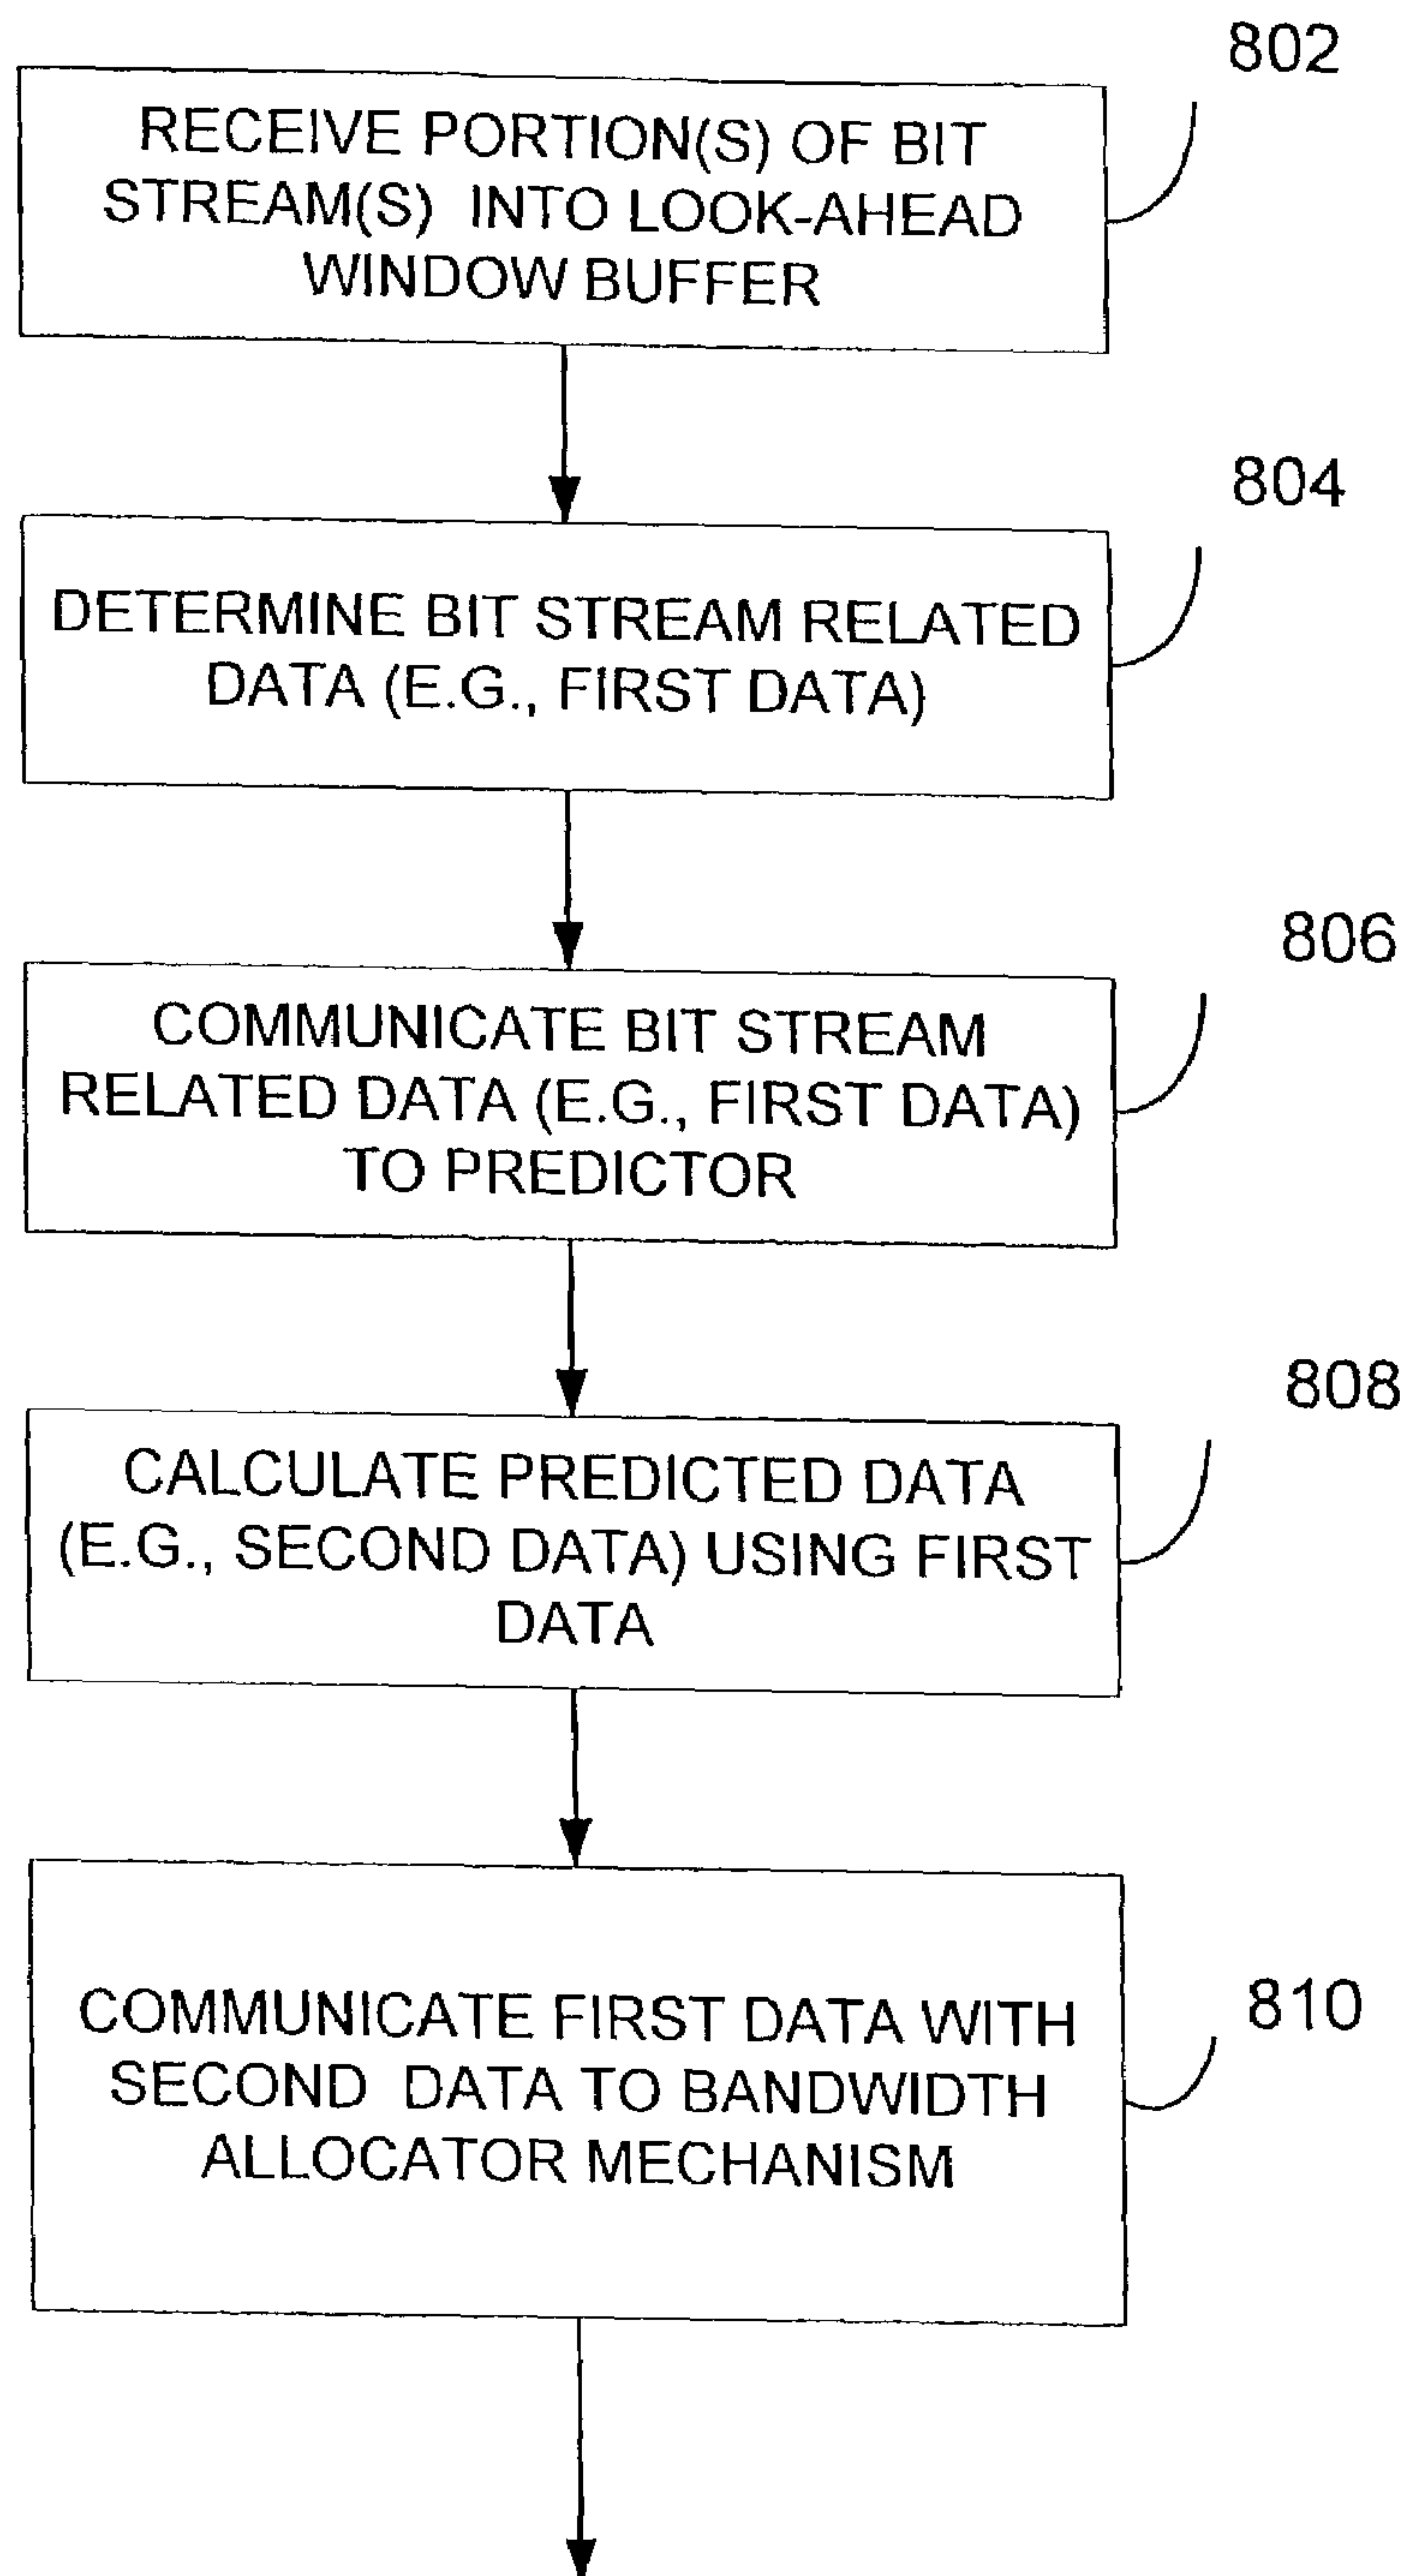 802
RECEIVE PORTION(S) OF BIT
STREAM(S) INTO LOOK-AHEAD
WINDOW BUFFER
804
DETERMINE BIT STREAM RELATED
DATA (E.G., FIRST DATA)
806
COMMUNICATE BIT STREAM
RELATED DATA (E.G., FIRST DATA)
TO PREDICTOR
808
CALCULATE PREDICTED DATA
(E.G., SECOND DATA) USING FIRST
DATA
810
COMMUNICATE FIRST DATA WITH
SECOND DATA TO BANDWIDTH
ALLOCATOR MECHANISM